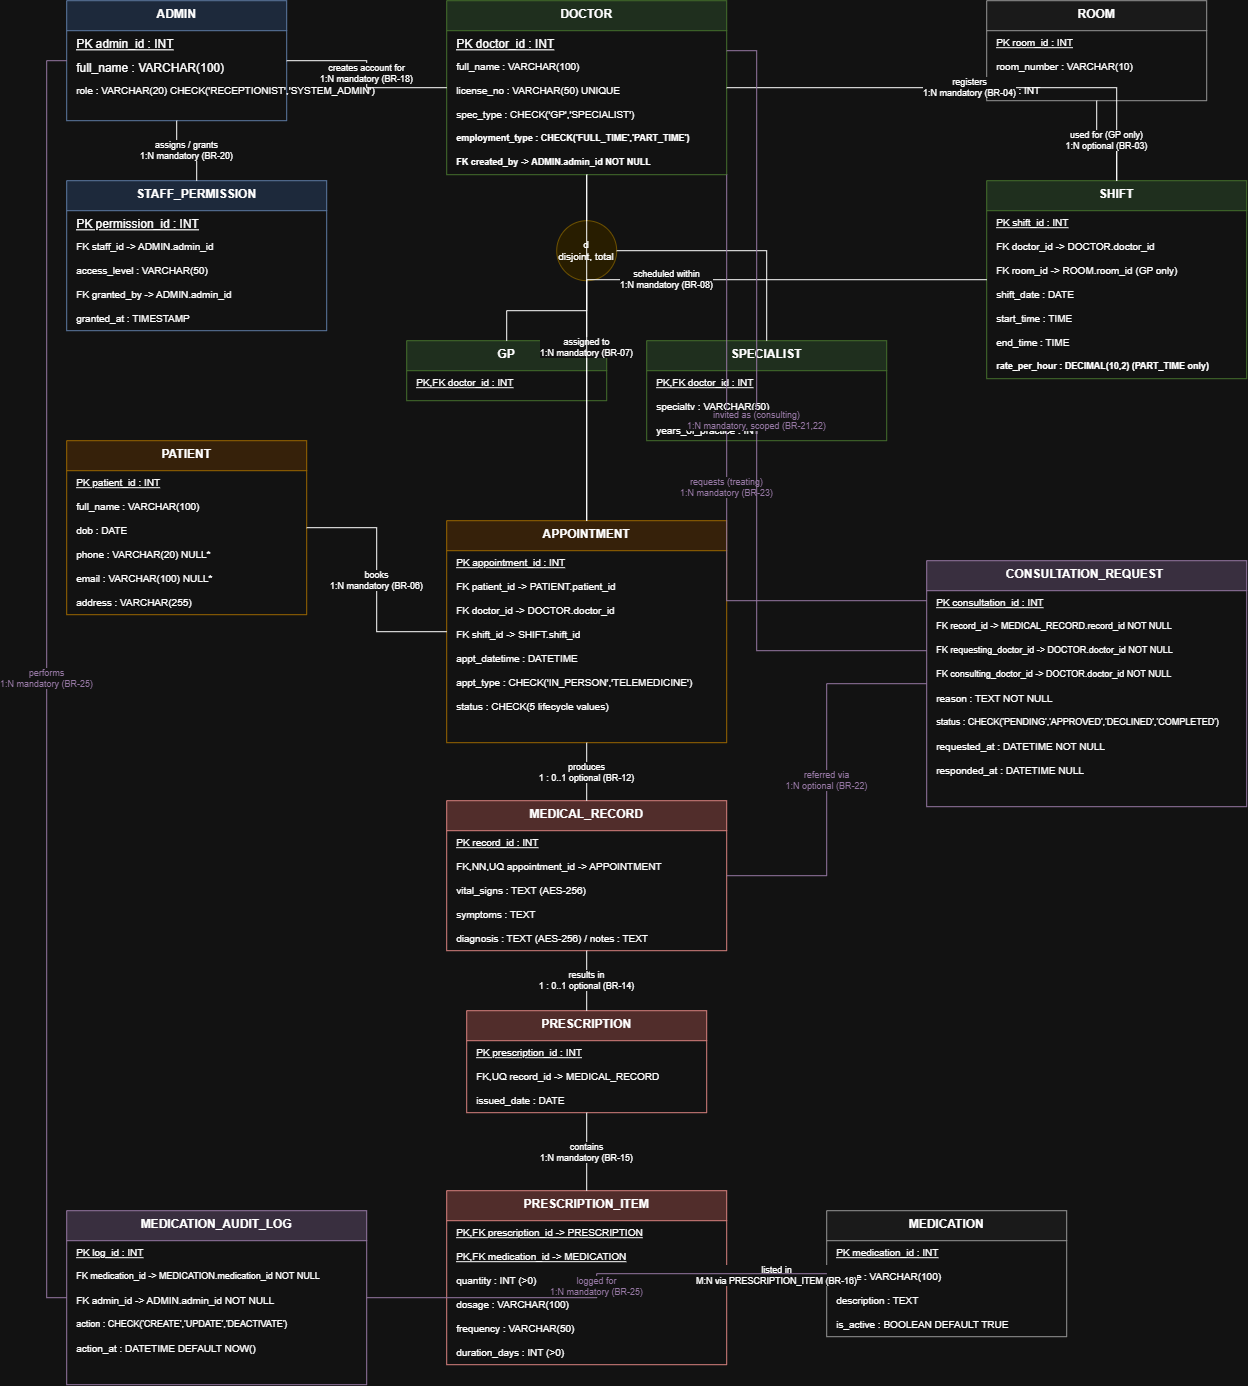 ADMIN
PK admin_id : INT
full_name : VARCHAR(100)
role : VARCHAR(20) CHECK('RECEPTIONIST','SYSTEM_ADMIN')
creates account for
1:N mandatory (BR-18)
DOCTOR
PK doctor_id : INT
full_name : VARCHAR(100)
license_no : VARCHAR(50) UNIQUE
spec_type : CHECK('GP','SPECIALIST')
employment_type : CHECK('FULL_TIME','PART_TIME')
FK created_by -> ADMIN.admin_id NOT NULL
ROOM
PK room_id : INT
room_number : VARCHAR(10)
: INT
registers
1:N mandatory (BR-04)
used for (GP only)
1:N optional (BR-03)
assigns / grants
1:N mandatory (BR-20)
STAFF_PERMISSION
PK permission_id : INT
FK staff_id -> ADMIN.admin_id
access_level : VARCHAR(50)
FK granted_by -> ADMIN.admin_id
granted_at : TIMESTAMP
d
disjoint, total
scheduled within
1:N mandatory (BR-08)
SHIFT
PK shift_id : INT
FK doctor_id -> DOCTOR.doctor_id
FK room_id -> ROOM.room_id (GP only)
shift_date : DATE
start_time : TIME
end_time : TIME
rate_per_hour : DECIMAL(10,2) (PART_TIME only)
GP
PK,FK doctor_id : INT
assigned to
1:N mandatory (BR-07)
SPECIALIST
PK,FK doctor_id : INT
specialty : VARCHAR(50)
years_of_practice : INT
invited as (consulting)
1:N mandatory, scoped (BR-21,22)
requests (treating)
1:N mandatory (BR-23)
PATIENT
PK patient_id : INT
full_name : VARCHAR(100)
dob : DATE
phone : VARCHAR(20) NULL*
email : VARCHAR(100) NULL*
address : VARCHAR(255)
books
1:N mandatory (BR-06)
APPOINTMENT
PK appointment_id : INT
FK patient_id -> PATIENT.patient_id
FK doctor_id -> DOCTOR.doctor_id
FK shift_id -> SHIFT.shift_id
appt_datetime : DATETIME
appt_type : CHECK('IN_PERSON','TELEMEDICINE')
status : CHECK(5 lifecycle values)
CONSULTATION_REQUEST
PK consultation_id : INT
FK record_id -> MEDICAL_RECORD.record_id NOT NULL
FK requesting_doctor_id -> DOCTOR.doctor_id NOT NULL
FK consulting_doctor_id -> DOCTOR.doctor_id NOT NULL
reason : TEXT NOT NULL
status : CHECK('PENDING','APPROVED','DECLINED','COMPLETED')
requested_at : DATETIME NOT NULL
responded_at : DATETIME NULL
performs
1:N mandatory (BR-25)
produces
1 : 0..1 optional (BR-12)
referred via
1:N optional (BR-22)
MEDICAL_RECORD
PK record_id : INT
FK,NN,UQ appointment_id -> APPOINTMENT
vital_signs : TEXT (AES-256)
symptoms : TEXT
diagnosis : TEXT (AES-256) / notes : TEXT
results in
1 : 0..1 optional (BR-14)
PRESCRIPTION
PK prescription_id : INT
FK,UQ record_id -> MEDICAL_RECORD
issued_date : DATE
contains
1:N mandatory (BR-15)
MEDICATION_AUDIT_LOG
PK log_id : INT
FK medication_id -> MEDICATION.medication_id NOT NULL
FK admin_id -> ADMIN.admin_id NOT NULL
action : CHECK('CREATE','UPDATE','DEACTIVATE')
action_at : DATETIME DEFAULT NOW()
PRESCRIPTION_ITEM
PK,FK prescription_id -> PRESCRIPTION
PK,FK medication_id -> MEDICATION
quantity : INT (>0)
dosage : VARCHAR(100)
frequency : VARCHAR(50)
duration_days : INT (>0)
logged for
1:N mandatory (BR-25)
listed in
M:N via PRESCRIPTION_ITEM (BR-16)
MEDICATION
PK medication_id : INT
: VARCHAR(100)
description : TEXT
is_active : BOOLEAN DEFAULT TRUE